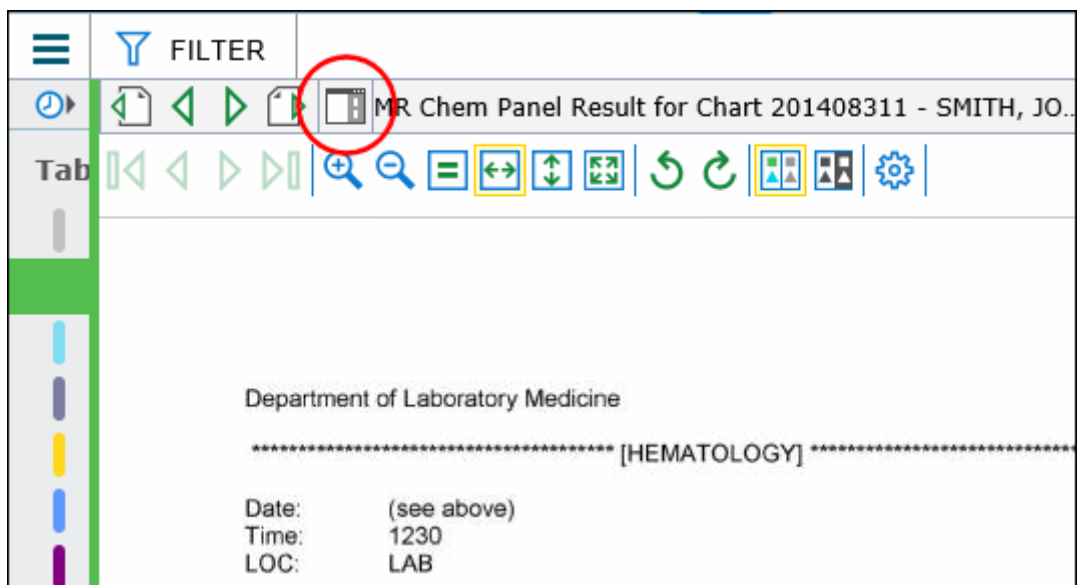 FILTER
MR Chem Panel Result for Chart 201408311 - SMITH, JO...
Tab
Department of Laboratory Medicine
*************************************** [HEMATOLOGY] *****************************
Date: (see above)
Time: 1230
LOC: LAB